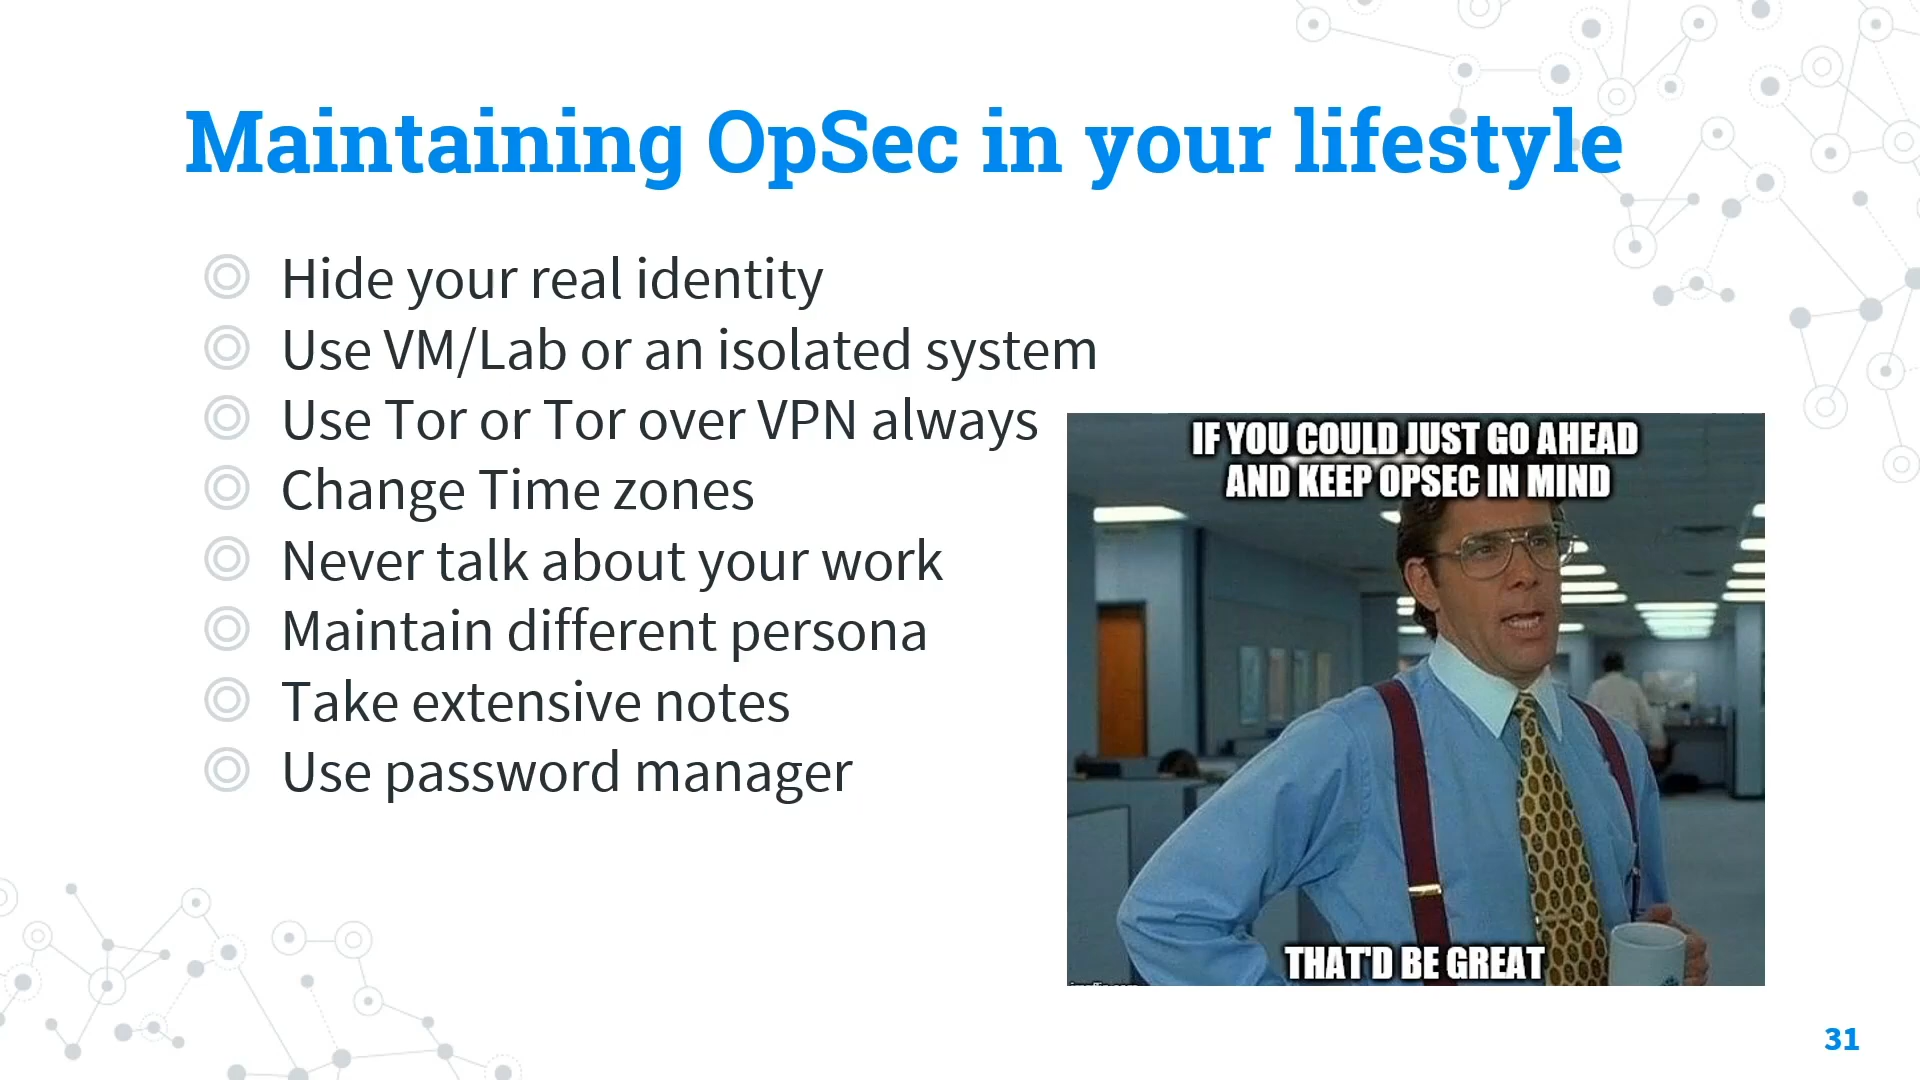 Maintaining OpSec in your lifestyle
Hide your real identity
Use VM/Lab or an isolated system
Use Tor or Tor over VPN always
Change Time zones
Never talk about your work
Maintain different persona
Take extensive notes
Use password manager
IF YOU COULD JUST GO AHEAD
AND KEEP OPSEC IN MIND
THAT'D BE GREAT
31